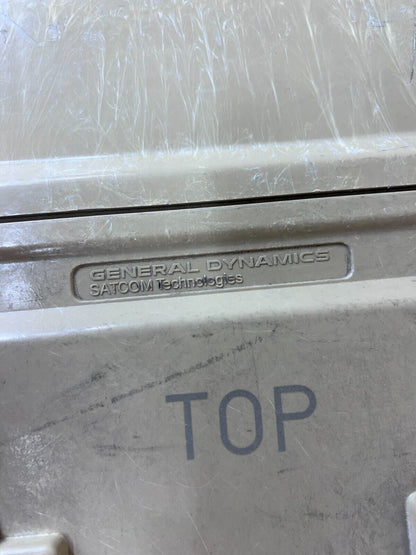 GENERAL DYNAMICS
SATCOM Technologies
TOP